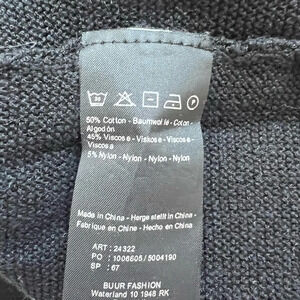 50% Cotton - Baumwolle - Coton -
Algodón
45% Viscose - Viskose - Viscose -
Viscosa
5% Nylon - Nylon - Nylon - Nylon
Made in China - Hergestellt in China -
Fabriqué en Chine - Hecho en China
ART : 24322
PO : 1006605/5004190
SP : 67
BUUR FASHION
Waterland 10 1948 RK